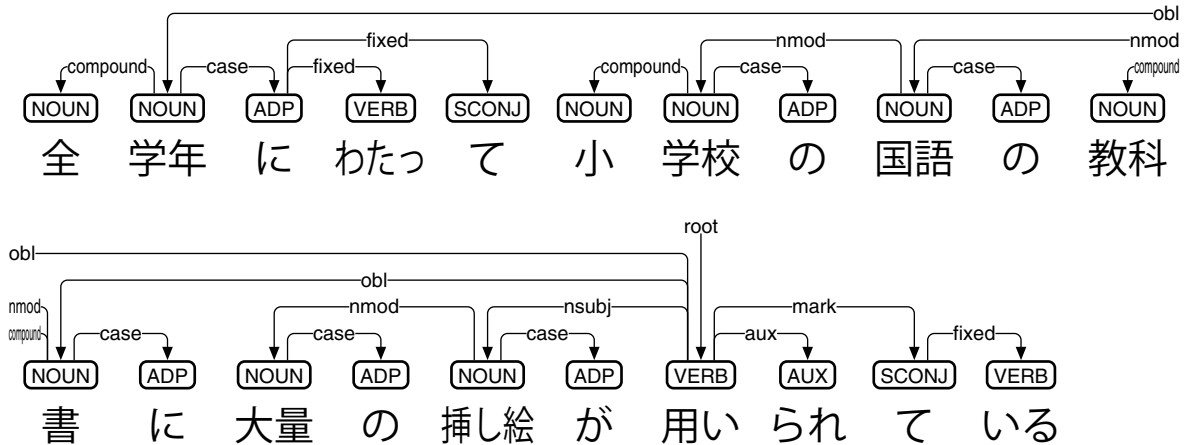 obl
fixed nmod nmod
compound case fixed compound case case compound
NOUN NOUN ADP VERB SCONJ NOUN NOUN ADP NOUN ADP NOUN
全 学年 に わたっ て 小 学校 の 国語 の 教科
root
obl
obl
nmod nmod nsubj mark
compound case case case aux fixed
NOUN ADP NOUN ADP NOUN ADP VERB AUX SCONJ VERB
書 に 大量 の 挿し絵 が 用い られ て いる